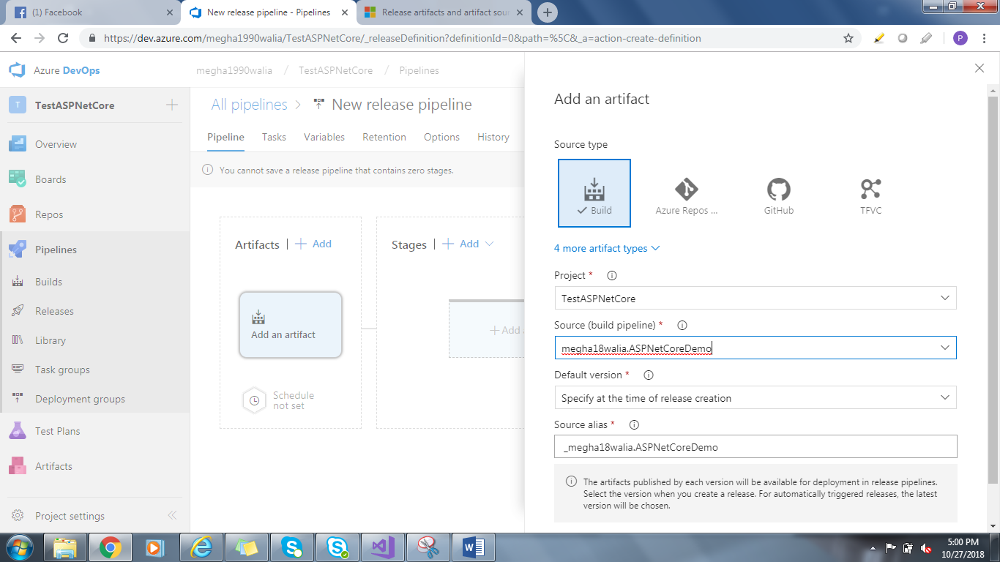 (1) Facebook
New release pipeline - Pipelines
Release artifacts and artifact sou
https://dev.azure.com/megha1990walia/TestASPNetCore/_releaseDefinition?definitionId=0&path=%5C&_a=action-create-definition
P
Azure DevOps
megha1990walia / TestASPNetCore / Pipelines
T TestASPNetCore
Overview
Boards
Repos
Pipelines
Builds
Releases
Library
Task groups
Deployment groups
Test Plans
Artifacts
Project settings
All pipelines > New release pipeline
Pipeline Tasks Variables Retention Options History
You cannot save a release pipeline that contains zero stages.
Artifacts | + Add
Add an artifact
Schedule
not set
Stages | + Add
+ Add
Add an artifact
Source type
Build
Azure Repos ...
GitHub
TFVC
4 more artifact types
Project *
TestASPNetCore
Source (build pipeline) *
megha18walia.ASPNetCoreDemo
Default version *
Specify at the time of release creation
Source alias *
_megha18walia.ASPNetCoreDemo
The artifacts published by each version will be available for deployment in release pipelines.
Select the version when you create a release. For automatically triggered releases, the latest
version will be chosen.
5:00 PM
10/27/2018